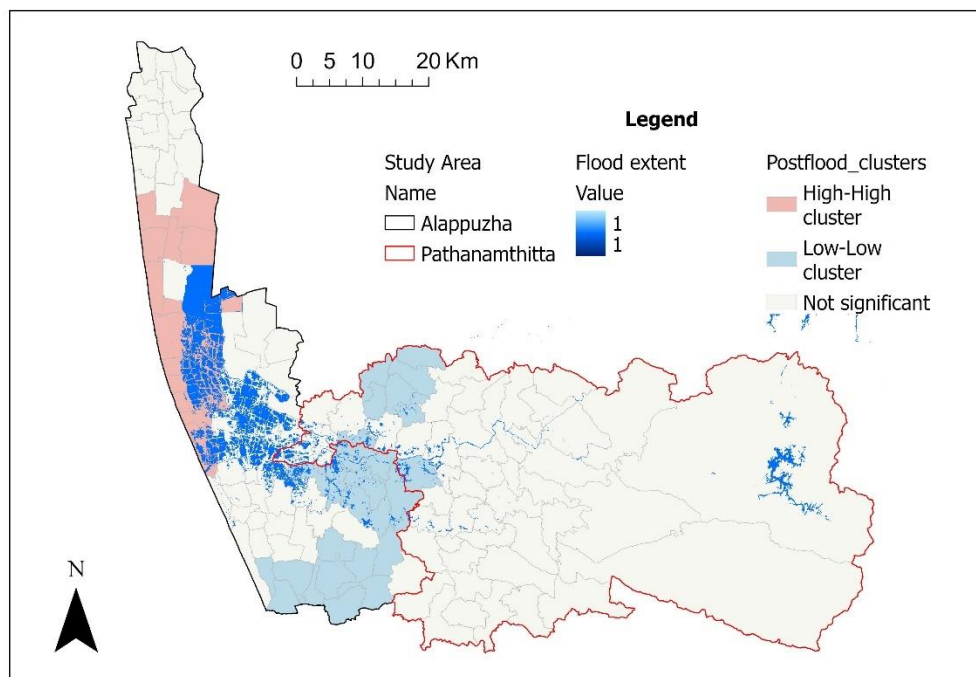 0 5 10 20 Km
Legend
Study Area
Name
Alappuzha
Pathanamthitta
Flood extent
Value
1
1
Postflood_clusters
High-High
cluster
Low-Low
cluster
Not significant
N